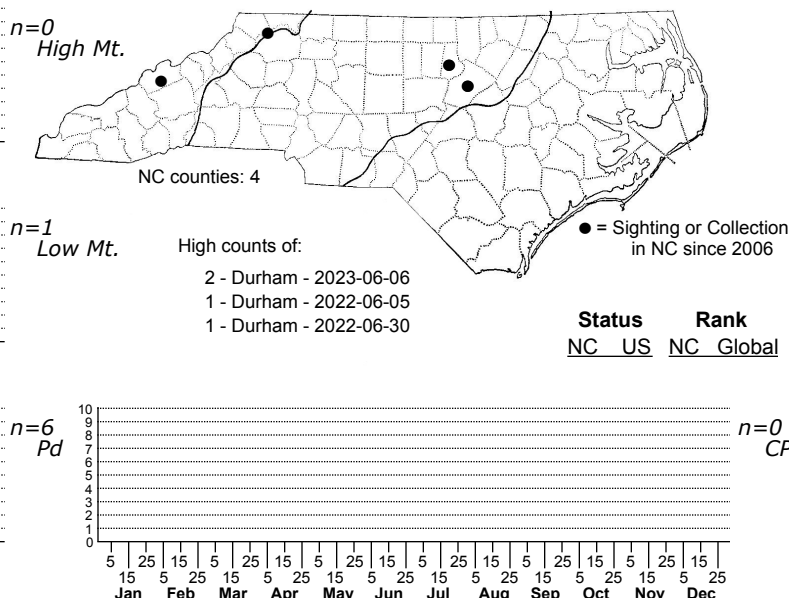 n=0
High Mt.
NC counties: 4
n=1
Low Mt.
High counts of:
2 - Durham - 2023-06-06
1 - Durham - 2022-06-05
1 - Durham - 2022-06-30
● = Sighting or Collection
in NC since 2006
Status Rank
NC US NC Global
n=6
Pd
n=0
CP
10
9
8
7
6
5
4
3
2
1
0
5 25 15 5 25 15 5 25 15 5 25 15 5 25 15 5 25 15
15 5 25 15 5 25 15 5 25 15 5 25 15 5 25 15 5 25
Jan Feb Mar Apr May Jun Jul Aug Sep Oct Nov Dec